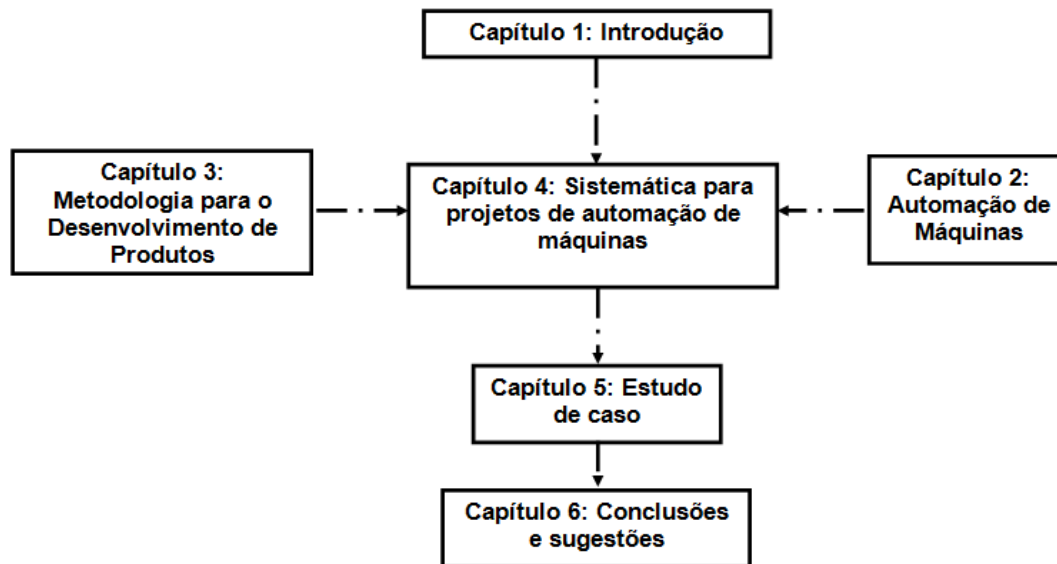 Capítulo 1: Introdução
Capítulo 3:
Metodologia para o
Desenvolvimento de
Produtos
Capítulo 4: Sistemática para
projetos de automação de
máquinas
Capítulo 2:
Automação de
Máquinas
Capítulo 5: Estudo
de caso
Capítulo 6: Conclusões
e sugestões